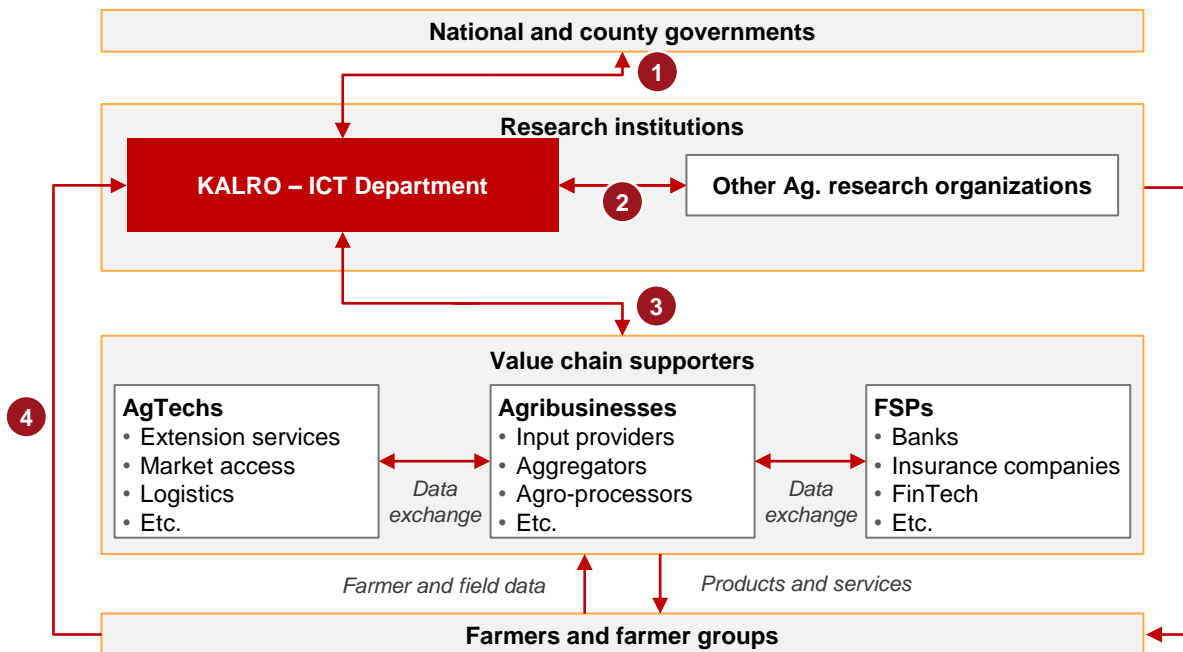 National and county governments
1
Research institutions
KALRO – ICT Department
2
Other Ag. research organizations
3
Value chain supporters
4
AgTechs
• Extension services
• Market access
• Logistics
• Etc.
Data
exchange
Agribusinesses
• Input providers
• Aggregators
• Agro-processors
• Etc.
Data
exchange
FSPs
• Banks
• Insurance companies
• FinTech
• Etc.
Farmer and field data
Products and services
Farmers and farmer groups